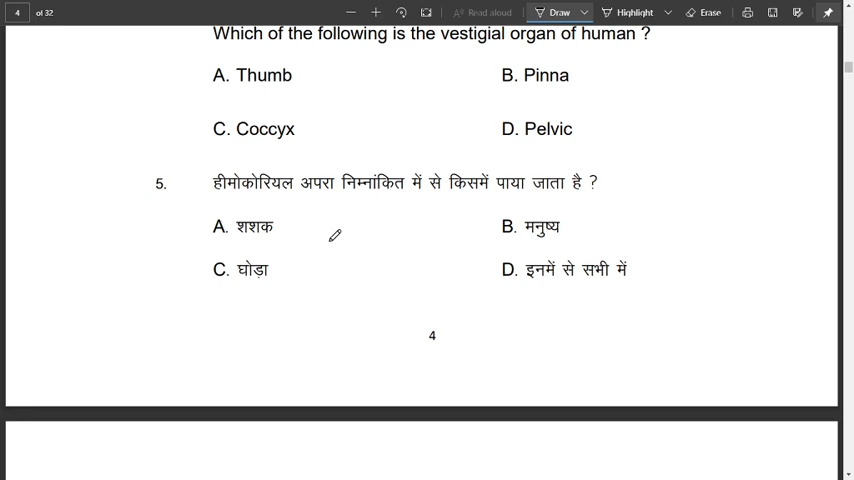 4 of 32 Read aloud Draw Highlight Erase
Which of the following is the vestigial organ of human ?
A. Thumb B. Pinna
C. Coccyx D. Pelvic
5. हीमोकोरियल अपरा निम्नांकित में से किसमें पाया जाता है ?
A. शशक B. मनुष्य
C. घोड़ा D. इनमें से सभी में
4